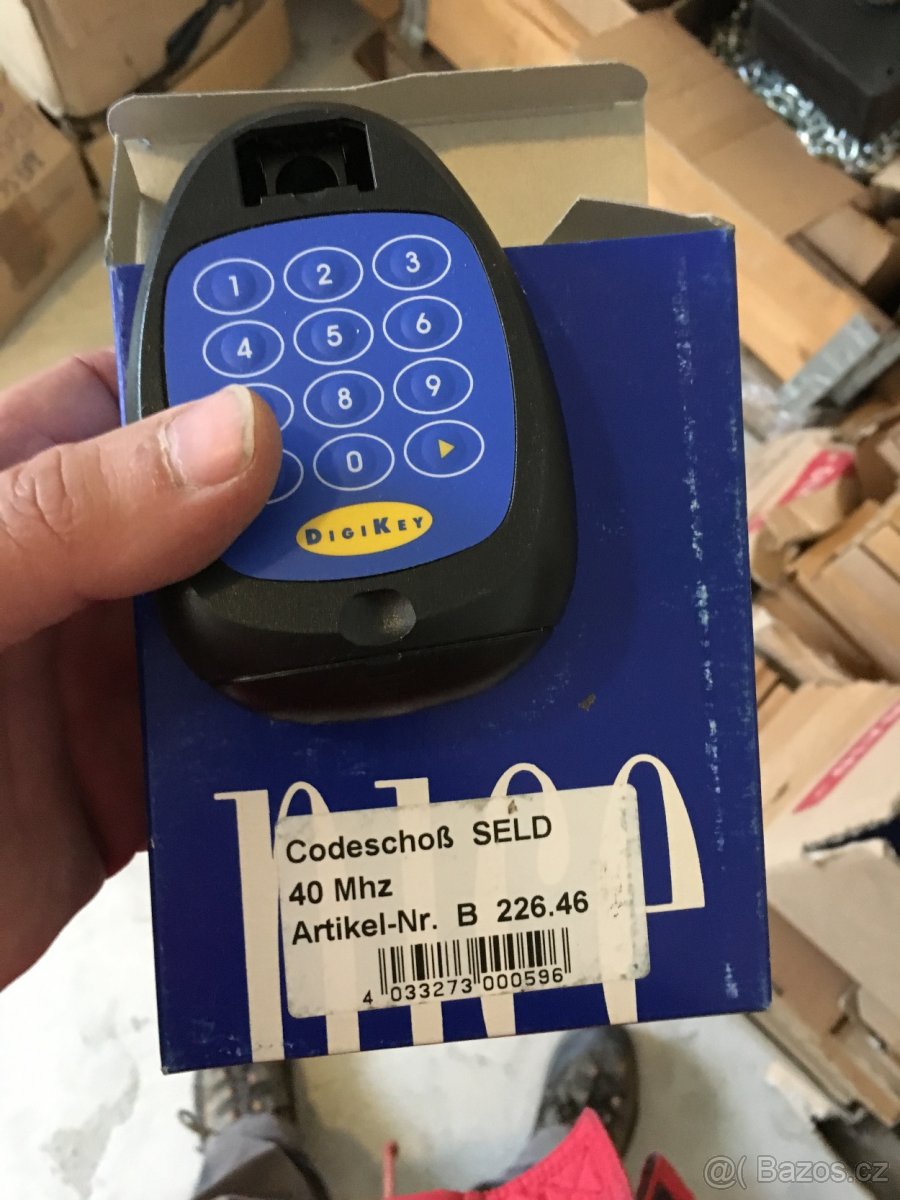 1 2 3
4 5 6
8 9
0
DIGIKEY
nice
Codeschoß SELD
40 Mhz
Artikel-Nr. B 226.46
4 033273 000596
@( Bazos.cz